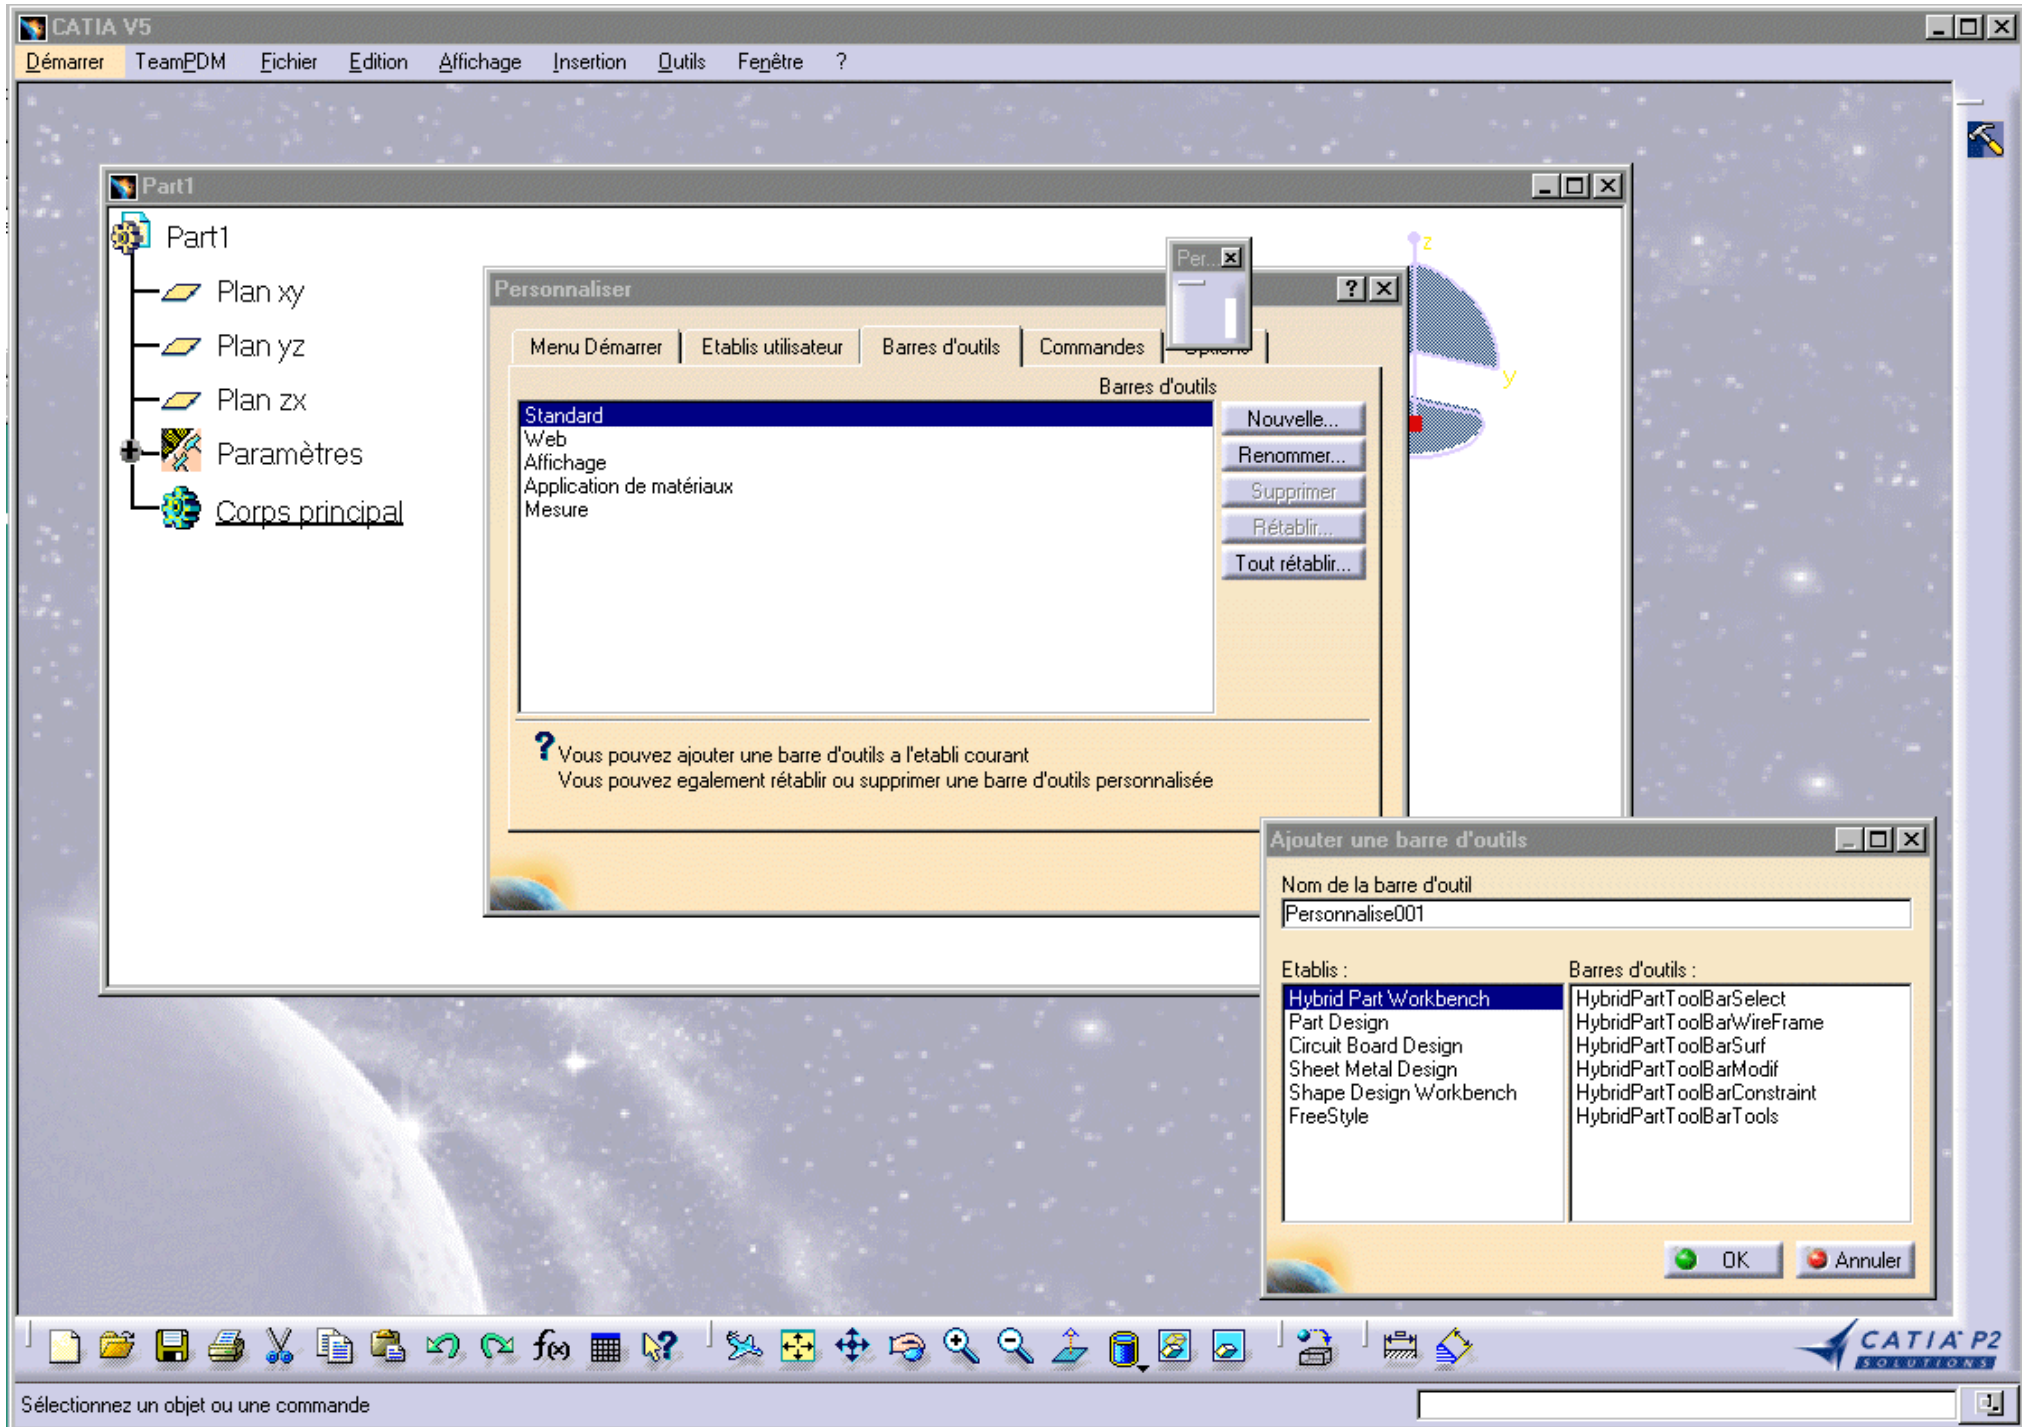 CATIA V5
Démarrer TeamPDM Fichier Edition Affichage Insertion Outils Fenêtre ?
Part1
Part1
Plan xy
Plan yz
Plan zx
Paramètres
Corps principal
z
y
Per...
Personnaliser
Menu Démarrer Etablis utilisateur Barres d'outils Commandes
Barres d'outils
Standard
Web
Affichage
Application de matériaux
Mesure
Nouvelle...
Renommer...
Supprimer
Rétablir...
Tout rétablir...
Vous pouvez ajouter une barre d'outils a l'etabli courant
Vous pouvez egalement rétablir ou supprimer une barre d'outils personnalisée
Ajouter une barre d'outils
Nom de la barre d'outil
Personnalise001
Etablis :
Hybrid Part Workbench
Part Design
Circuit Board Design
Sheet Metal Design
Shape Design Workbench
FreeStyle
Barres d'outils :
HybridPartToolBarSelect
HybridPartToolBarWireFrame
HybridPartToolBarSurf
HybridPartToolBarModif
HybridPartToolBarConstraint
HybridPartToolBarTools
OK Annuler
f(x)
CATIA P2
SOLUTIONS
Sélectionnez un objet ou une commande